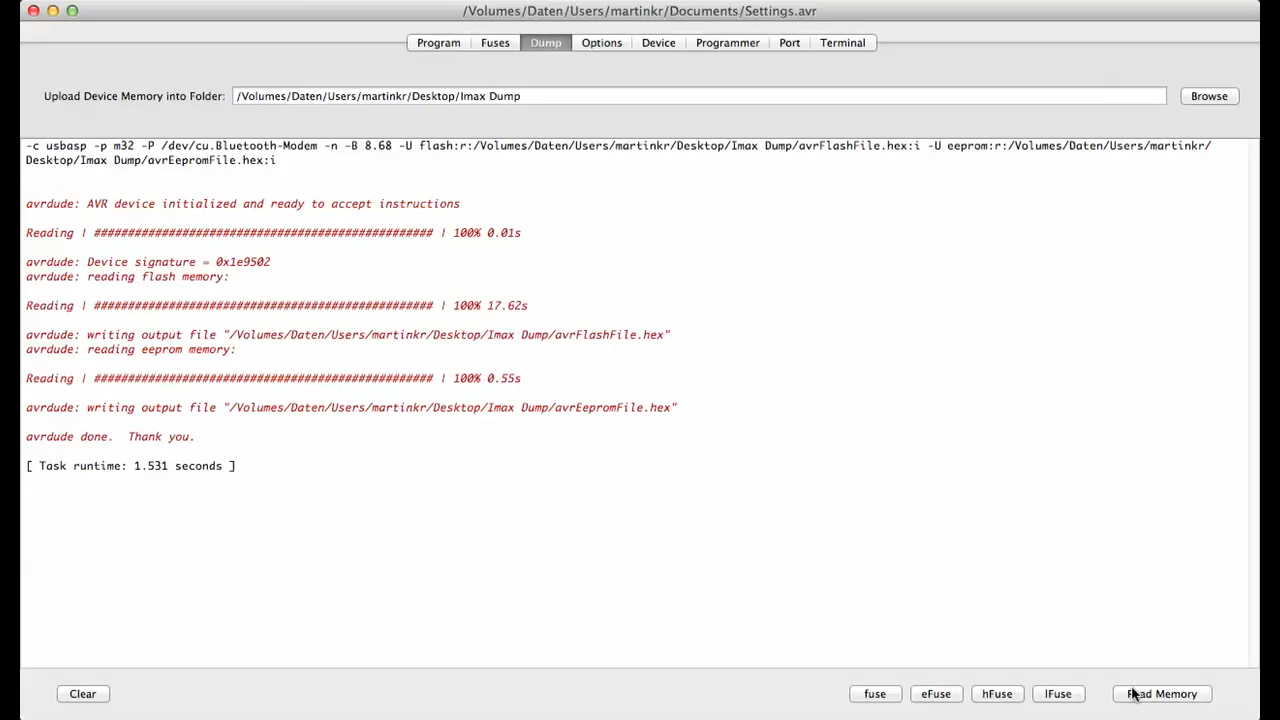 /Volumes/Daten/Users/martinkr/Documents/Settings.avr
Program Fuses Dump Options Device Programmer Port Terminal
Upload Device Memory into Folder: /Volumes/Daten/Users/martinkr/Desktop/Imax Dump Browse
-c usbasp -p m32 -P /dev/cu.Bluetooth-Modem -n -B 8.68 -U flash:r:/Volumes/Daten/Users/martinkr/Desktop/Imax Dump/avrFlashFile.hex:i -U eeprom:r:/Volumes/Daten/Users/martinkr/
Desktop/Imax Dump/avrEepromFile.hex:i
avrdude: AVR device initialized and ready to accept instructions
Reading | ################################################## | 100% 0.01s
avrdude: Device signature = 0x1e9502
avrdude: reading flash memory:
Reading | ################################################## | 100% 17.62s
avrdude: writing output file "/Volumes/Daten/Users/martinkr/Desktop/Imax Dump/avrFlashFile.hex"
avrdude: reading eeprom memory:
Reading | ################################################## | 100% 0.55s
avrdude: writing output file "/Volumes/Daten/Users/martinkr/Desktop/Imax Dump/avrEepromFile.hex"
avrdude done.  Thank you.
[ Task runtime: 1.531 seconds ]
Clear fuse eFuse hFuse lFuse Read Memory